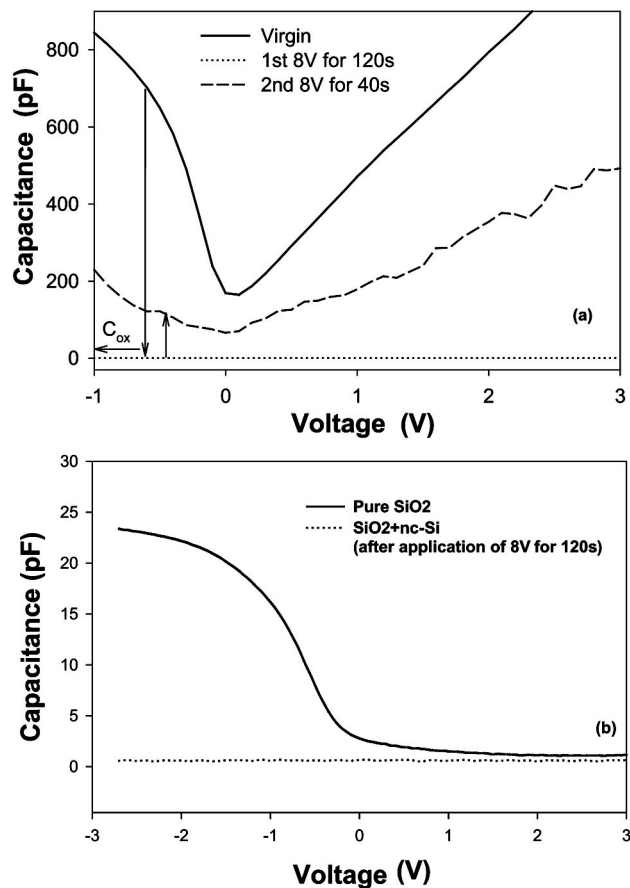 800
600
400
200
0
Capacitance (pF)
Virgin
1st 8V for 120s
2nd 8V for 40s
(a)
Cox
-1 0 1 2 3
Voltage (V)
30
25
20
15
10
5
0
Capacitance (pF)
Pure SiO2
SiO2+nc-Si
(after application of 8V for 120s)
(b)
-3 -2 -1 0 1 2 3
Voltage (V)